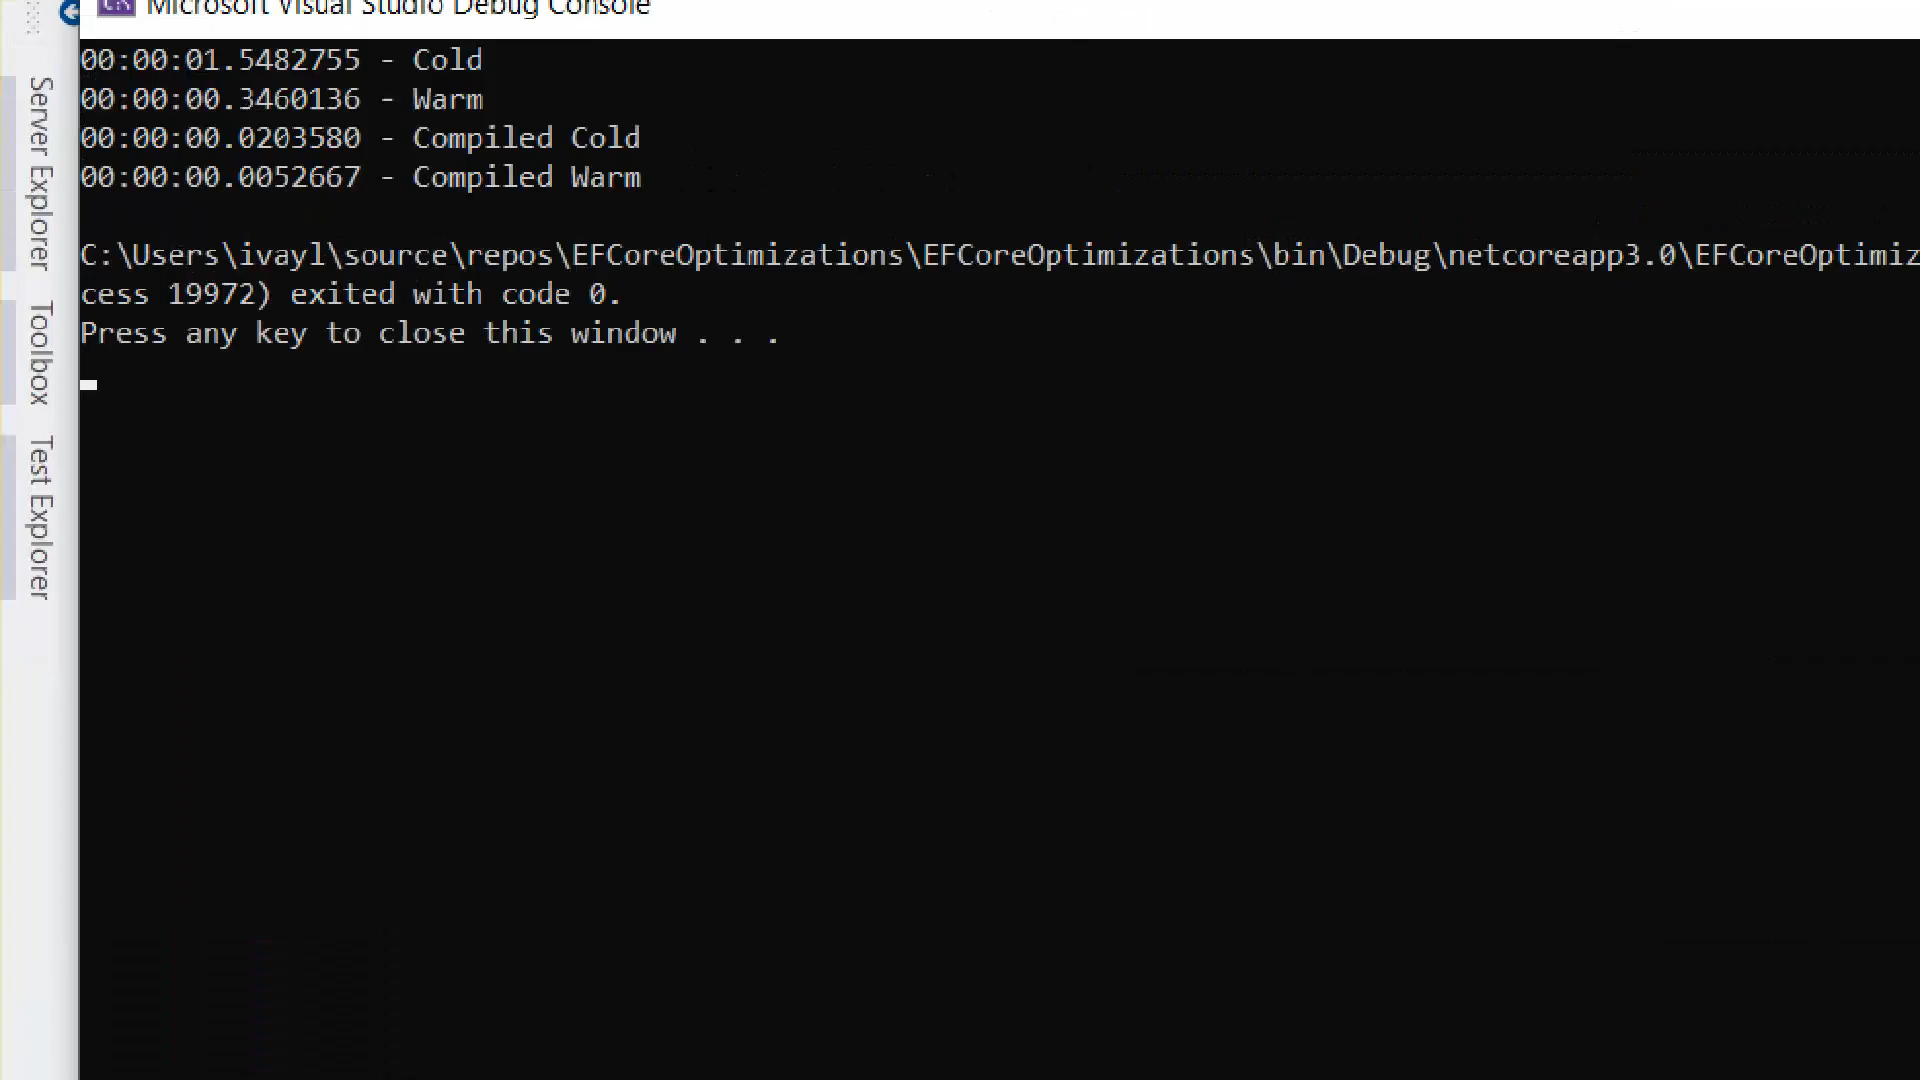 Microsoft Visual Studio Debug Console
00:00:01.5482755 - Cold
00:00:00.3460136 - Warm
00:00:00.0203580 - Compiled Cold
00:00:00.0052667 - Compiled Warm
C:\Users\ivayl\source\repos\EFCoreOptimizations\EFCoreOptimizations\bin\Debug\netcoreapp3.0\EFCoreOptimiz
cess 19972) exited with code 0.
Press any key to close this window . . .
Server Explorer
Toolbox
Test Explorer